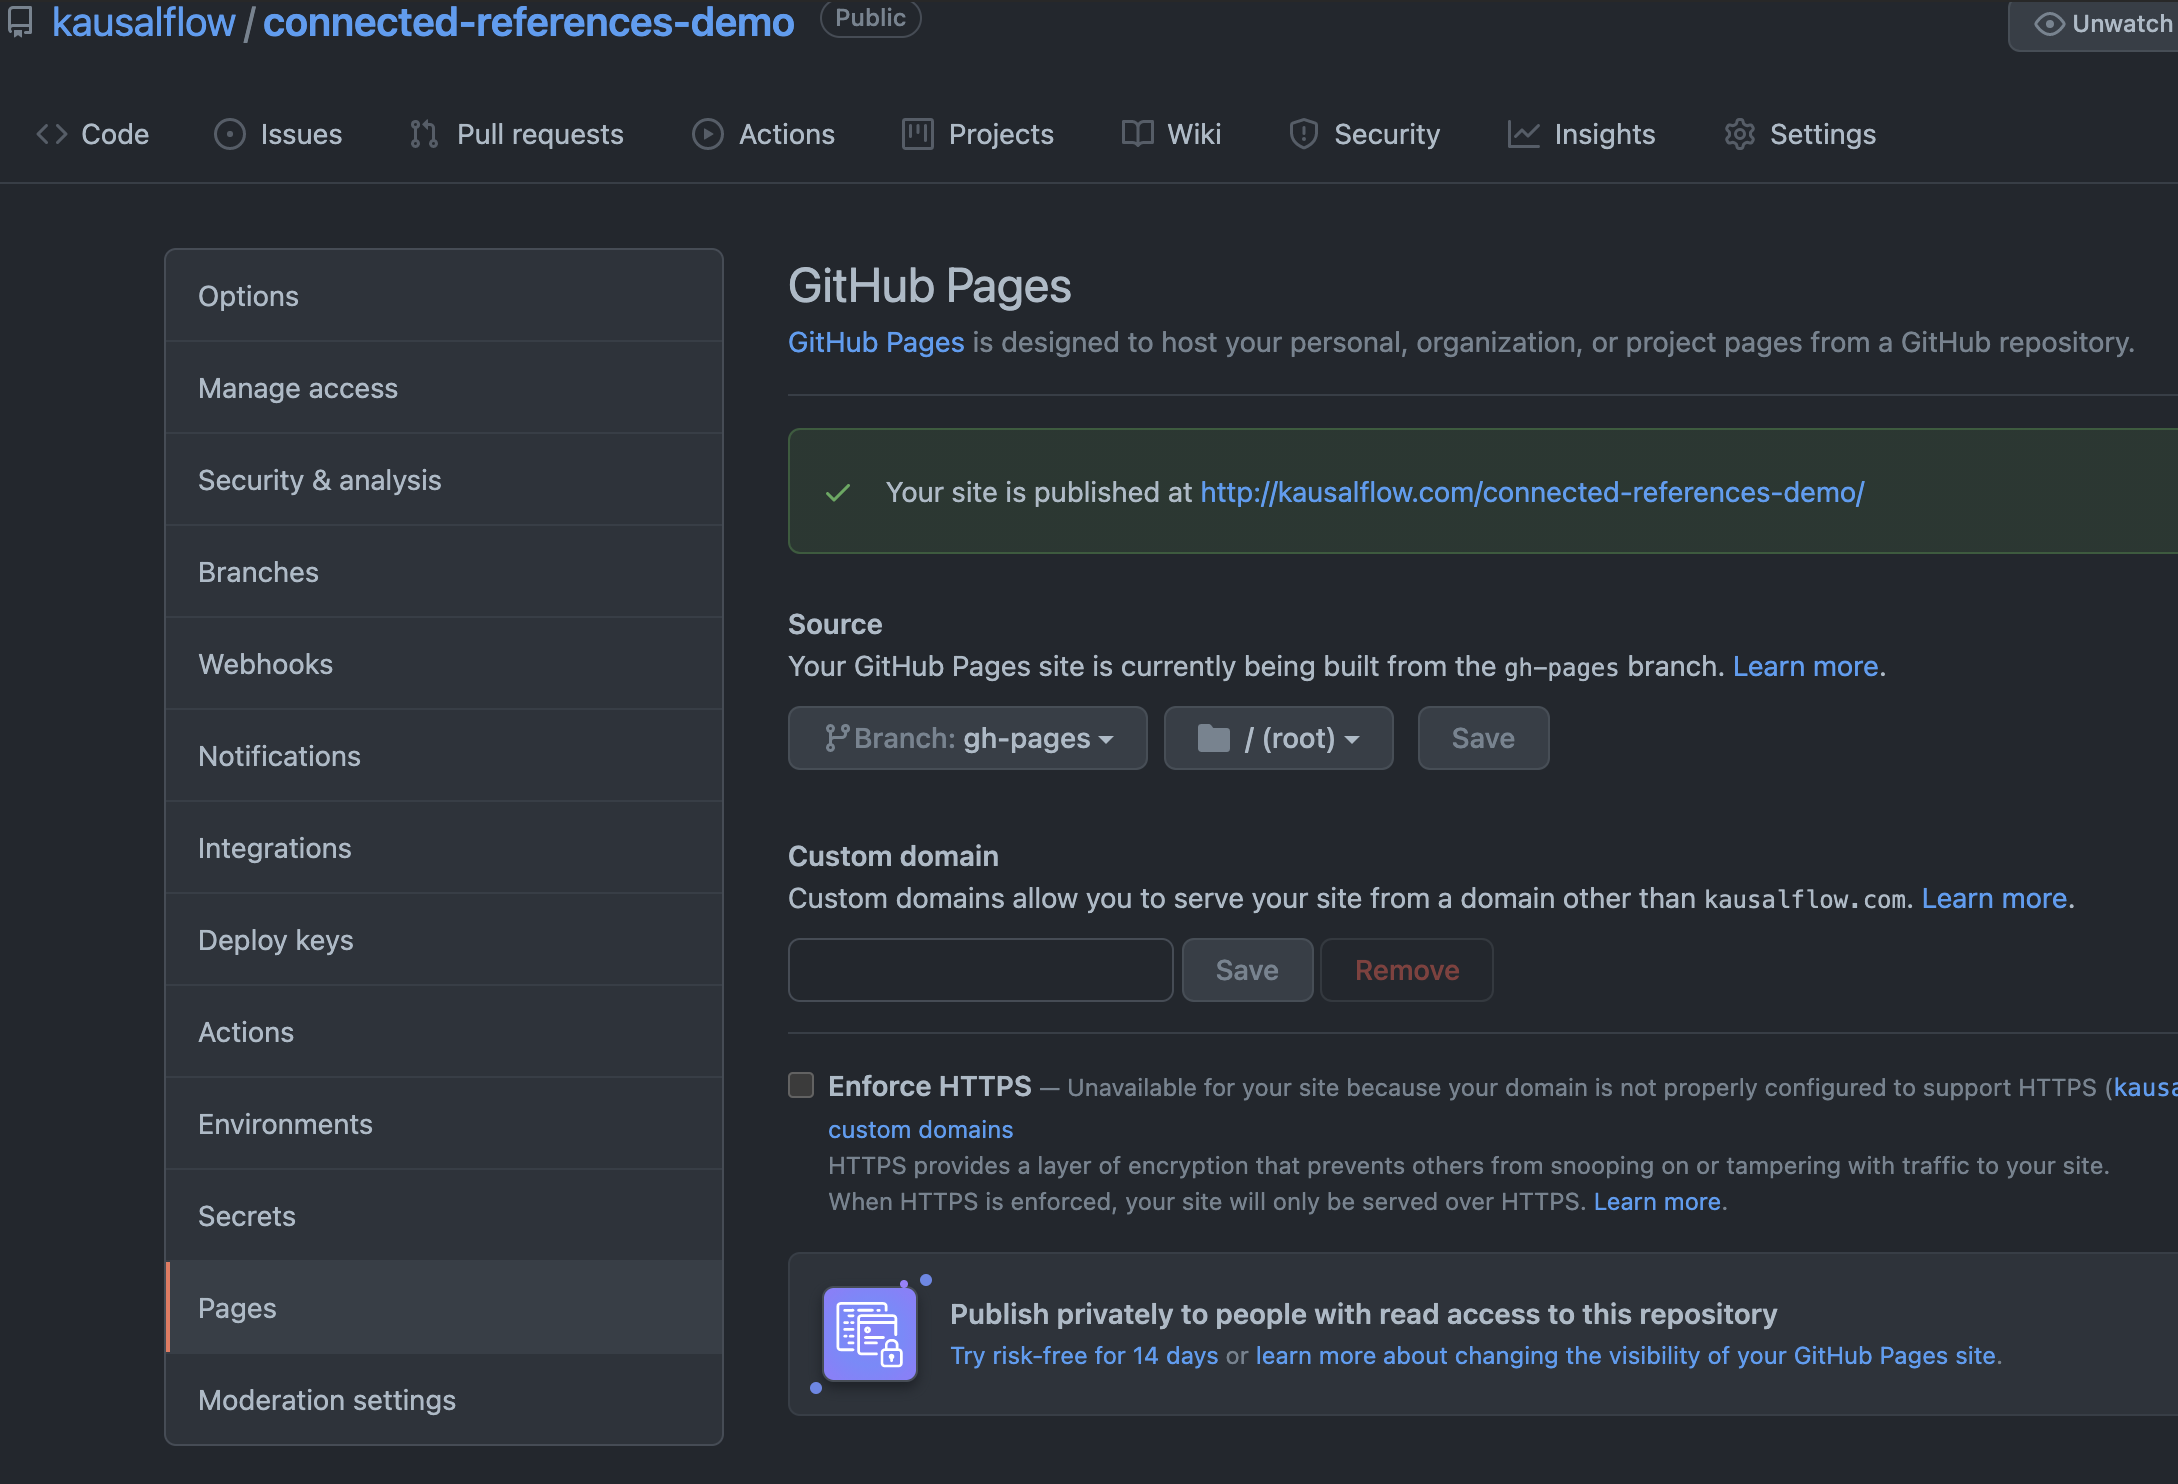 kausalflow / connected-references-demo Public Unwatch
Code Issues Pull requests Actions Projects Wiki Security Insights Settings
Options
Manage access
Security & analysis
Branches
Webhooks
Notifications
Integrations
Deploy keys
Actions
Environments
Secrets
Pages
Moderation settings
GitHub Pages
GitHub Pages is designed to host your personal, organization, or project pages from a GitHub repository.
Your site is published at http://kausalflow.com/connected-references-demo/
Source
Your GitHub Pages site is currently being built from the gh-pages branch. Learn more.
Branch: gh-pages / (root) Save
Custom domain
Custom domains allow you to serve your site from a domain other than kausalflow.com. Learn more.
Save Remove
Enforce HTTPS — Unavailable for your site because your domain is not properly configured to support HTTPS (
custom domains
HTTPS provides a layer of encryption that prevents others from snooping on or tampering with traffic to your site.
When HTTPS is enforced, your site will only be served over HTTPS. Learn more.
Publish privately to people with read access to this repository
Try risk-free for 14 days or learn more about changing the visibility of your GitHub Pages site.